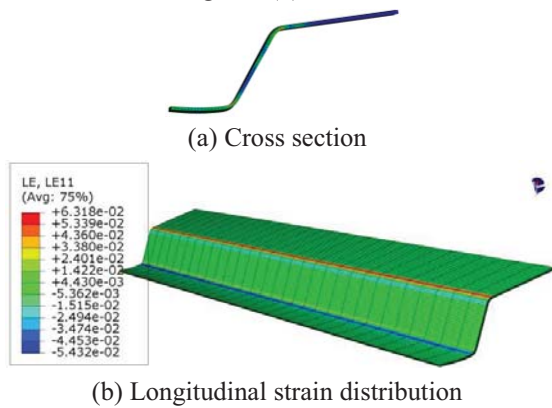 (a) Cross section
LE, LE11
(Avg: 75%)
+6.318e-02
+5.339e-02
+4.360e-02
+3.380e-02
+2.401e-02
+1.422e-02
+4.430e-03
-5.362e-03
-1.515e-02
-2.494e-02
-3.474e-02
-4.453e-02
-5.432e-02
(b) Longitudinal strain distribution